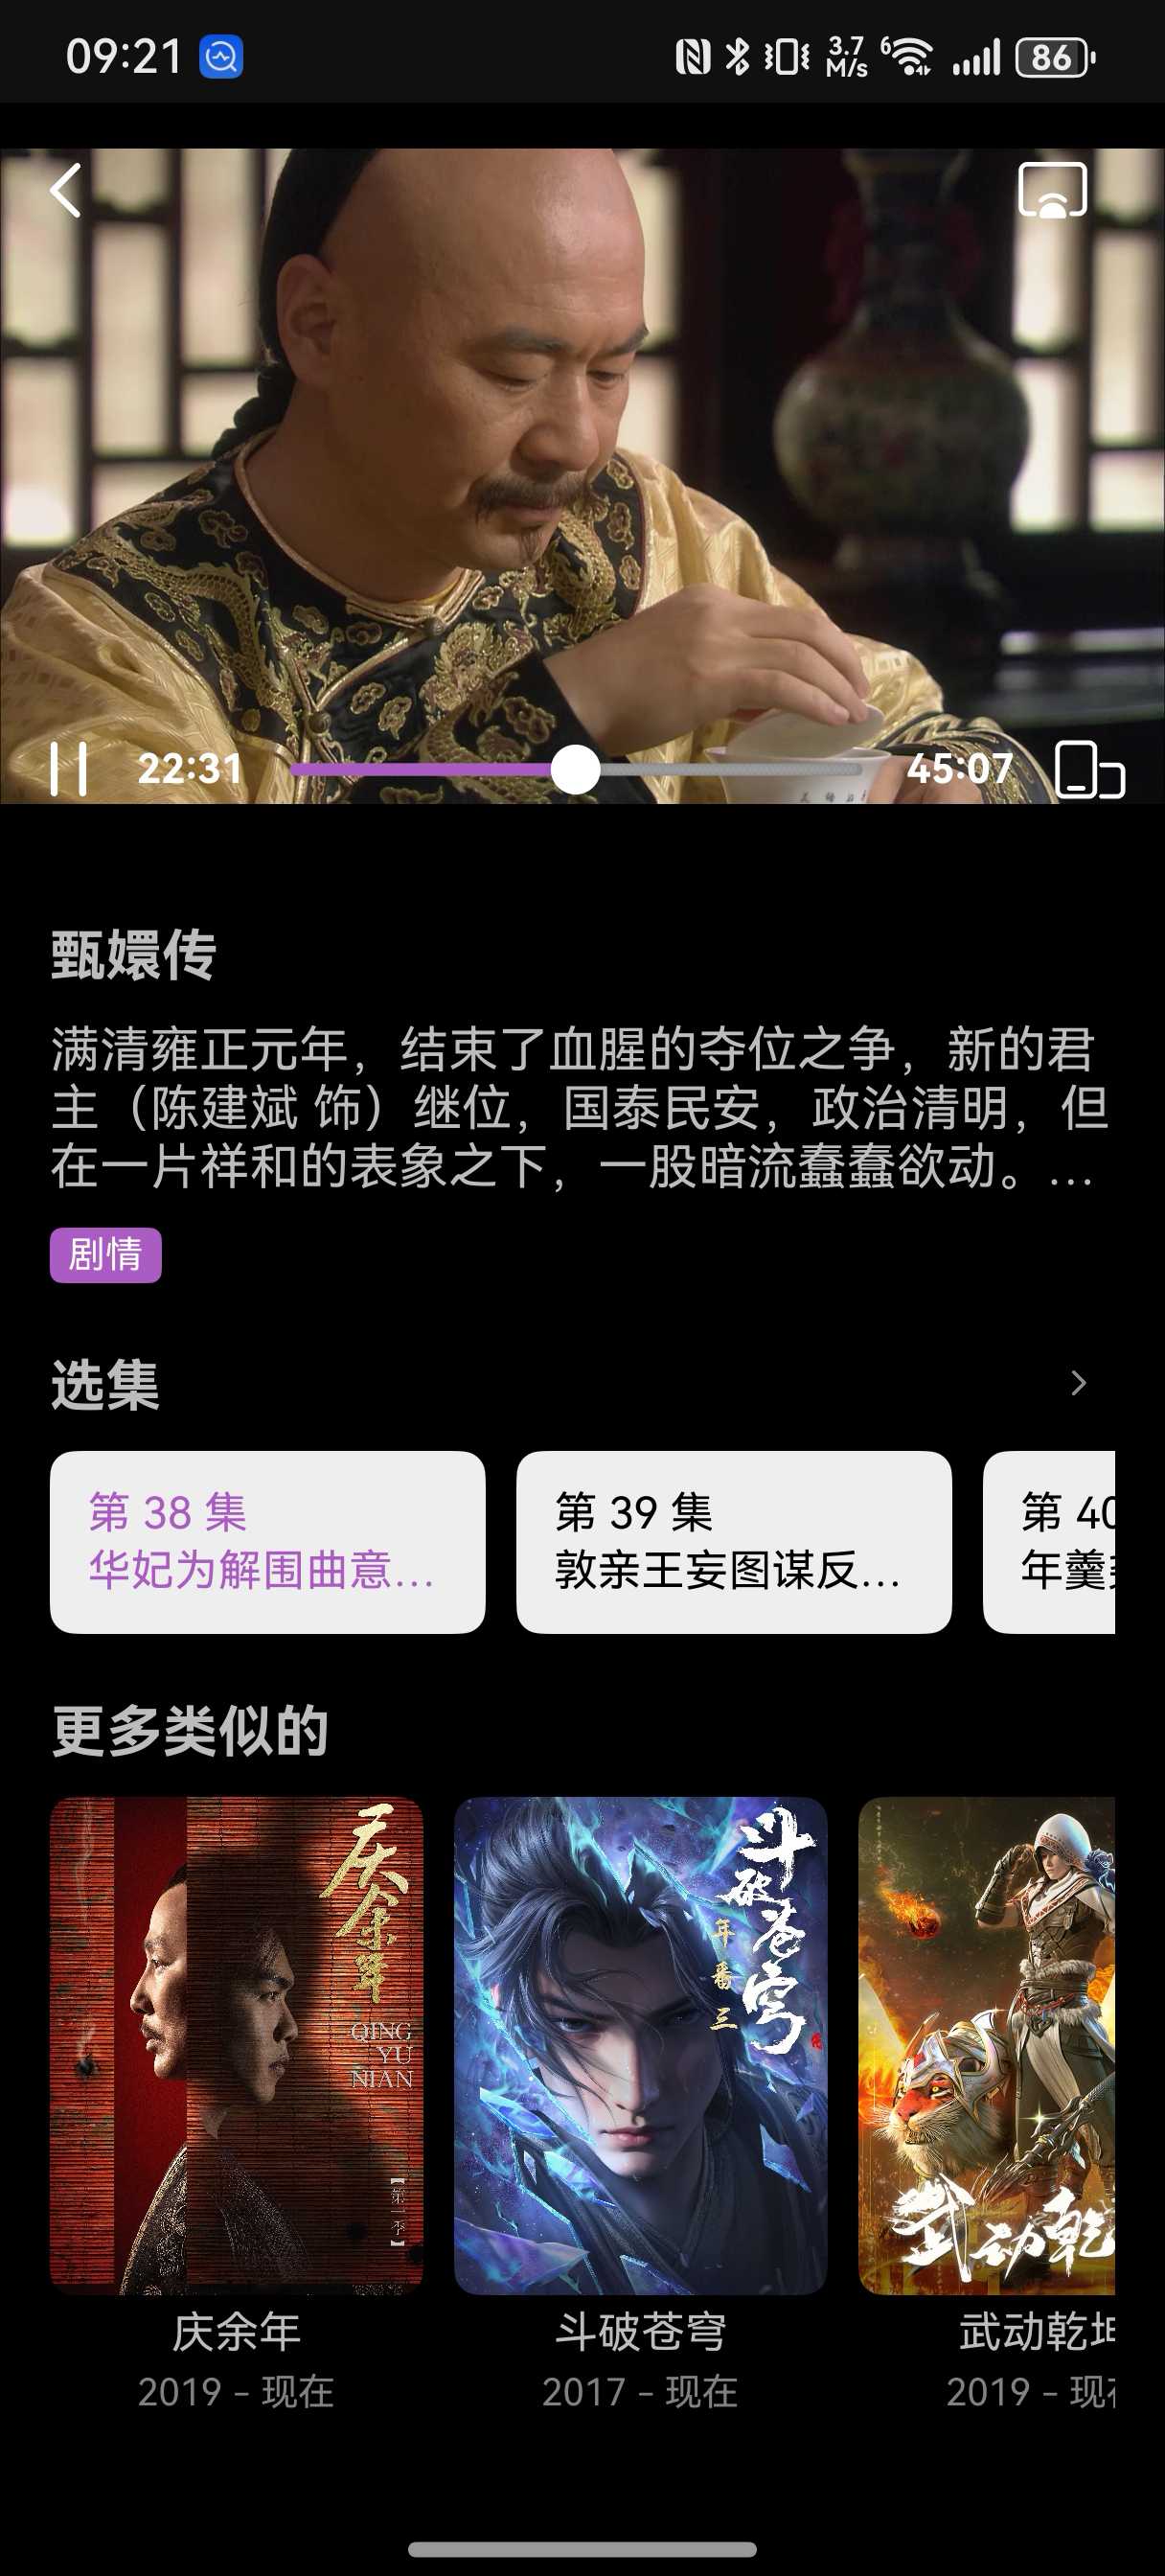 09:21
3.7
M/s
6
86
22:31
45:07
甄嬛传
满清雍正元年，结束了血腥的夺位之争，新的君
主（陈建斌 饰）继位，国泰民安，政治清明，但
在一片祥和的表象之下，一股暗流蠢蠢欲动。...
剧情
选集
第 38 集
华妃为解围曲意...
第 39 集
敦亲王妄图谋反...
第 40
年羹
更多类似的
庆余年
QING
YU
NIAN
【第一季】
斗破苍穹
年番三
武动乾
庆余年
2019 - 现在
斗破苍穹
2017 - 现在
武动乾坤
2019 - 现在